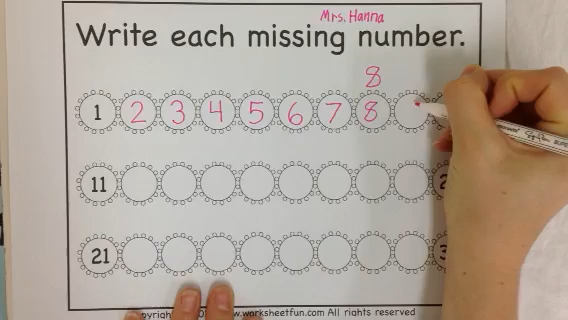 Mrs. Hanna
Write each missing number.
8
1 2 3 4 5 6 7 8
11
21
www.worksheetfun.com All rights reserved